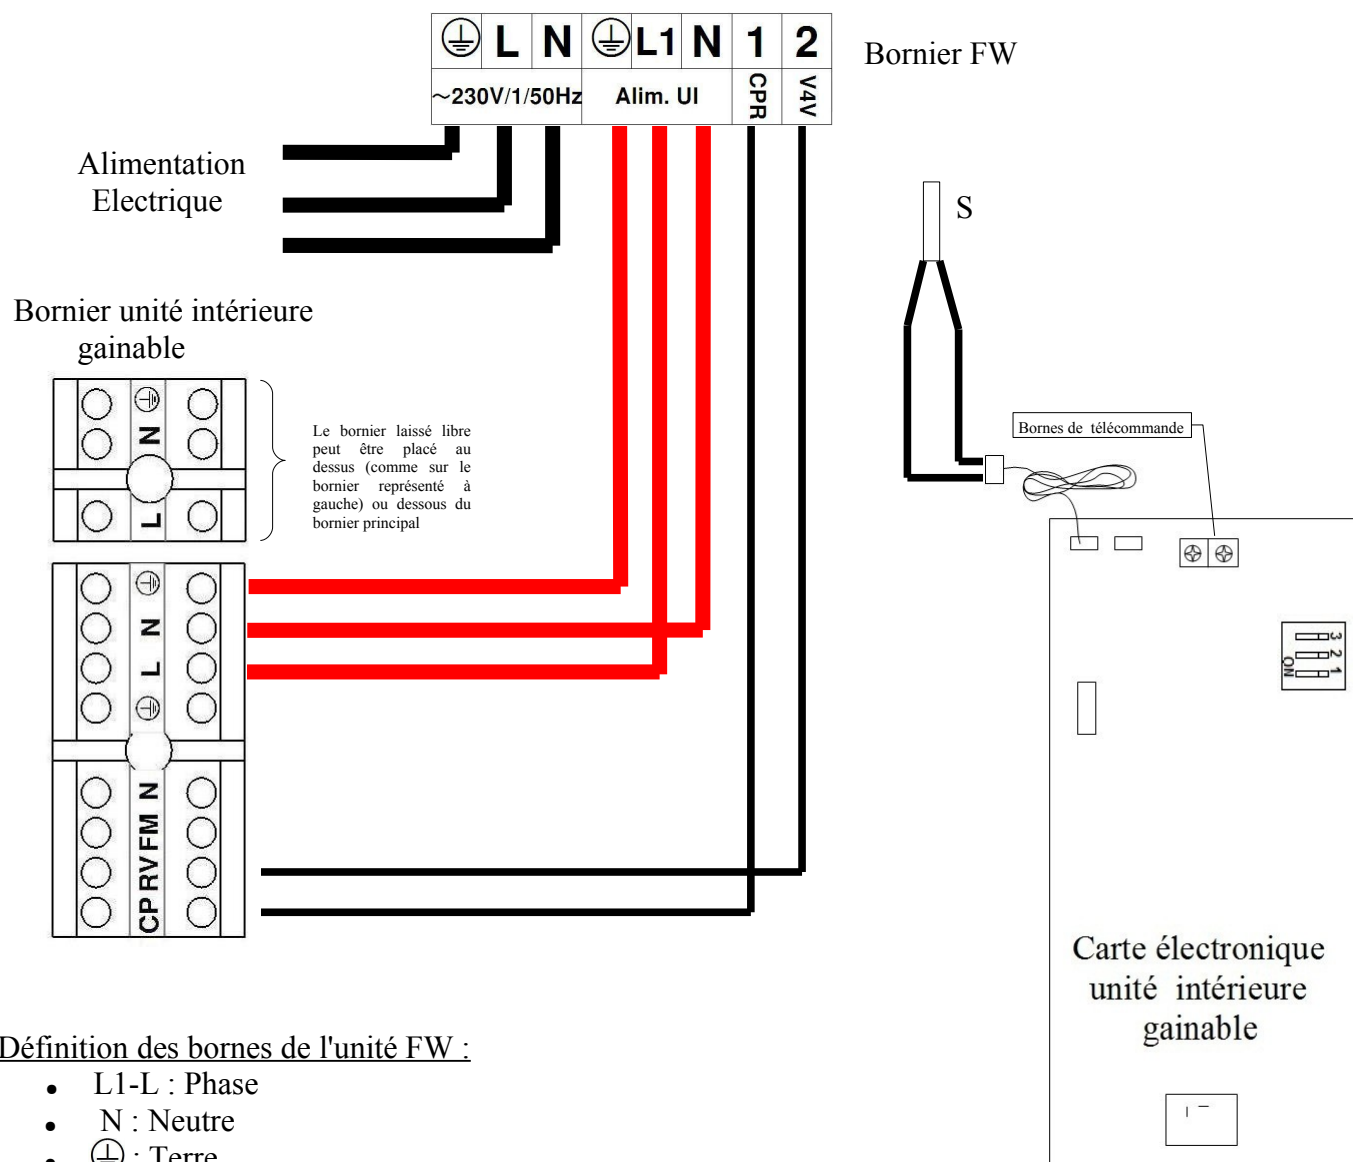 ⏚ L N ⏚ L1 N 1 2
~230V/1/50Hz Alim. UI CPR V4V
Bornier FW
Alimentation
Electrique
S
Bornier unité intérieure
gainable
Le bornier laissé libre
peut être placé au
dessus (comme sur le
bornier représenté à
gauche) ou dessous du
bornier principal
Bornes de télécommande
⏚
N
L
⏚
N
L
⏚
N
FM
RV
CP
3
2
1
ON
Carte électronique
unité intérieure
gainable
Définition des bornes de l'unité FW :
• L1-L : Phase
• N : Neutre
• ⏚ : Terre